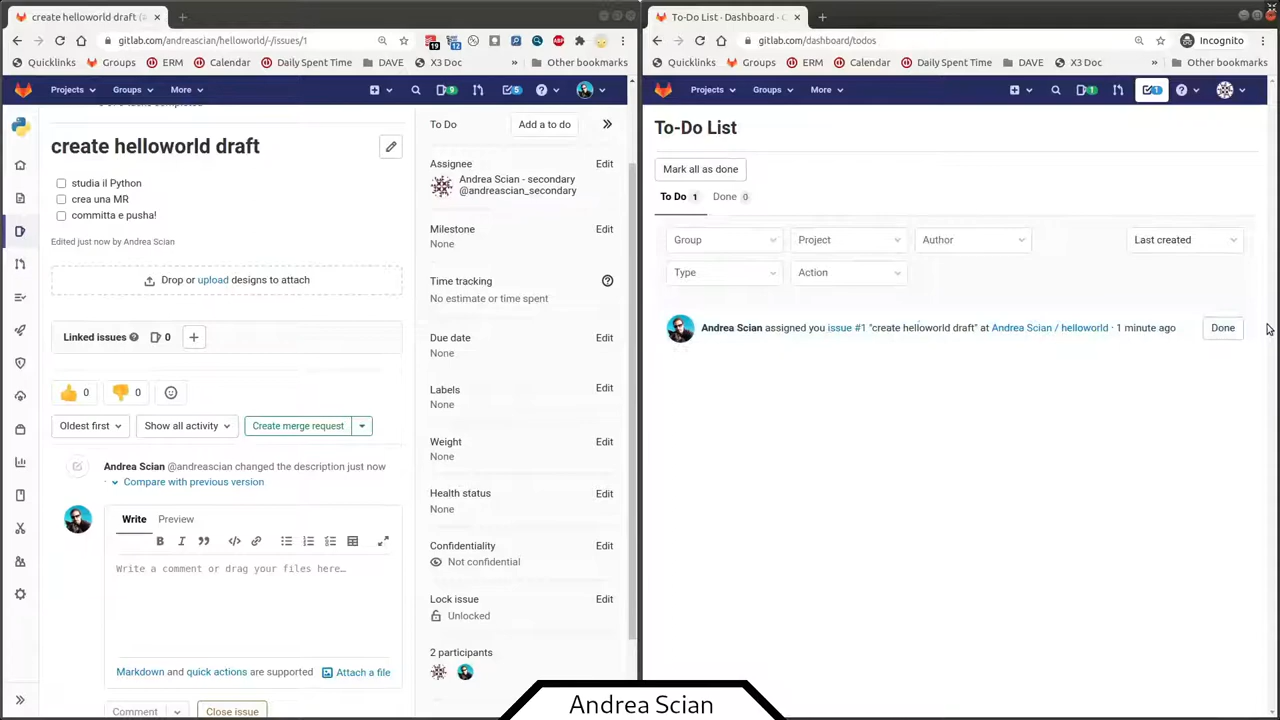 create helloworld draft (a
gitlab.com/andreascian/helloworld/-/issues/1
19
12
Quicklinks
Groups
ERM
Calendar
Daily Spent Time
DAVE
X3 Doc
»
Other bookmarks
Projects
Groups
More
9
5
create helloworld draft
studia il Python
crea una MR
committa e pusha!
Edited just now by Andrea Scian
Drop or upload designs to attach
Linked issues
0
👍 0
👎 0
Oldest first
Show all activity
Create merge request
Andrea Scian @andreascian changed the description just now
· Compare with previous version
Write
Preview
Write a comment or drag your files here…
Markdown and quick actions are supported
Attach a file
Comment
Close issue
To Do
Add a to do
Assignee
Edit
Andrea Scian - secondary
@andreascian_secondary
Milestone
Edit
None
Time tracking
No estimate or time spent
Due date
Edit
None
Labels
Edit
None
Weight
Edit
None
Health status
Edit
None
Confidentiality
Edit
Not confidential
Lock issue
Edit
Unlocked
2 participants
To-Do List · Dashboard · G
gitlab.com/dashboard/todos
Incognito
Quicklinks
Groups
ERM
Calendar
Daily Spent Time
DAVE
X3 Doc
»
Other bookmarks
Projects
Groups
More
1
1
To-Do List
Mark all as done
To Do 1
Done 0
Group
Project
Author
Last created
Type
Action
Andrea Scian assigned you issue #1 "create helloworld draft" at Andrea Scian / helloworld · 1 minute ago
Done
Andrea Scian